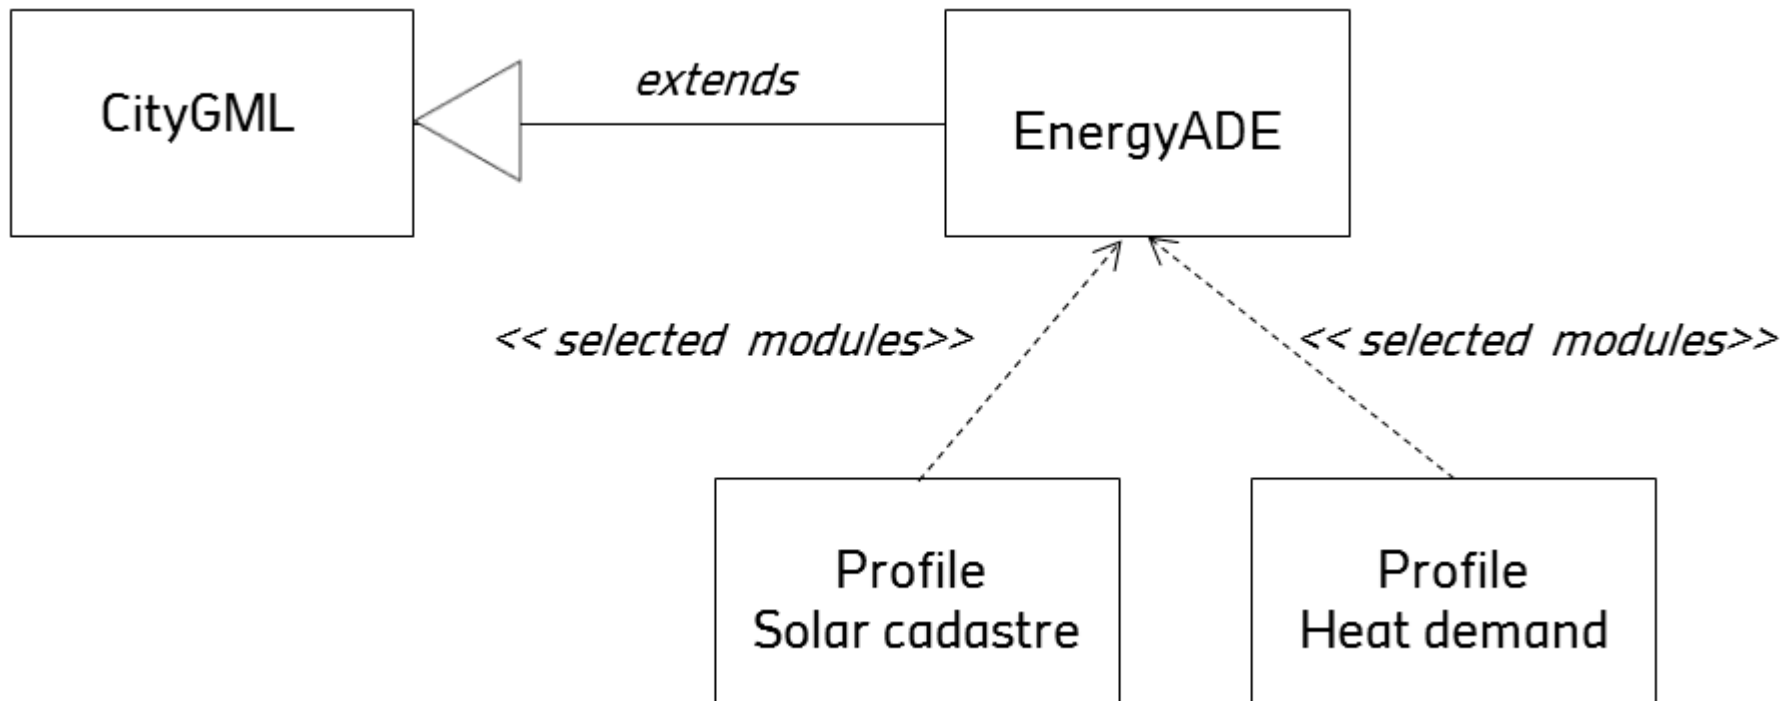 CityGML
extends
EnergyADE
<< selected modules>>
<< selected modules>>
Profile
Solar cadastre
Profile
Heat demand